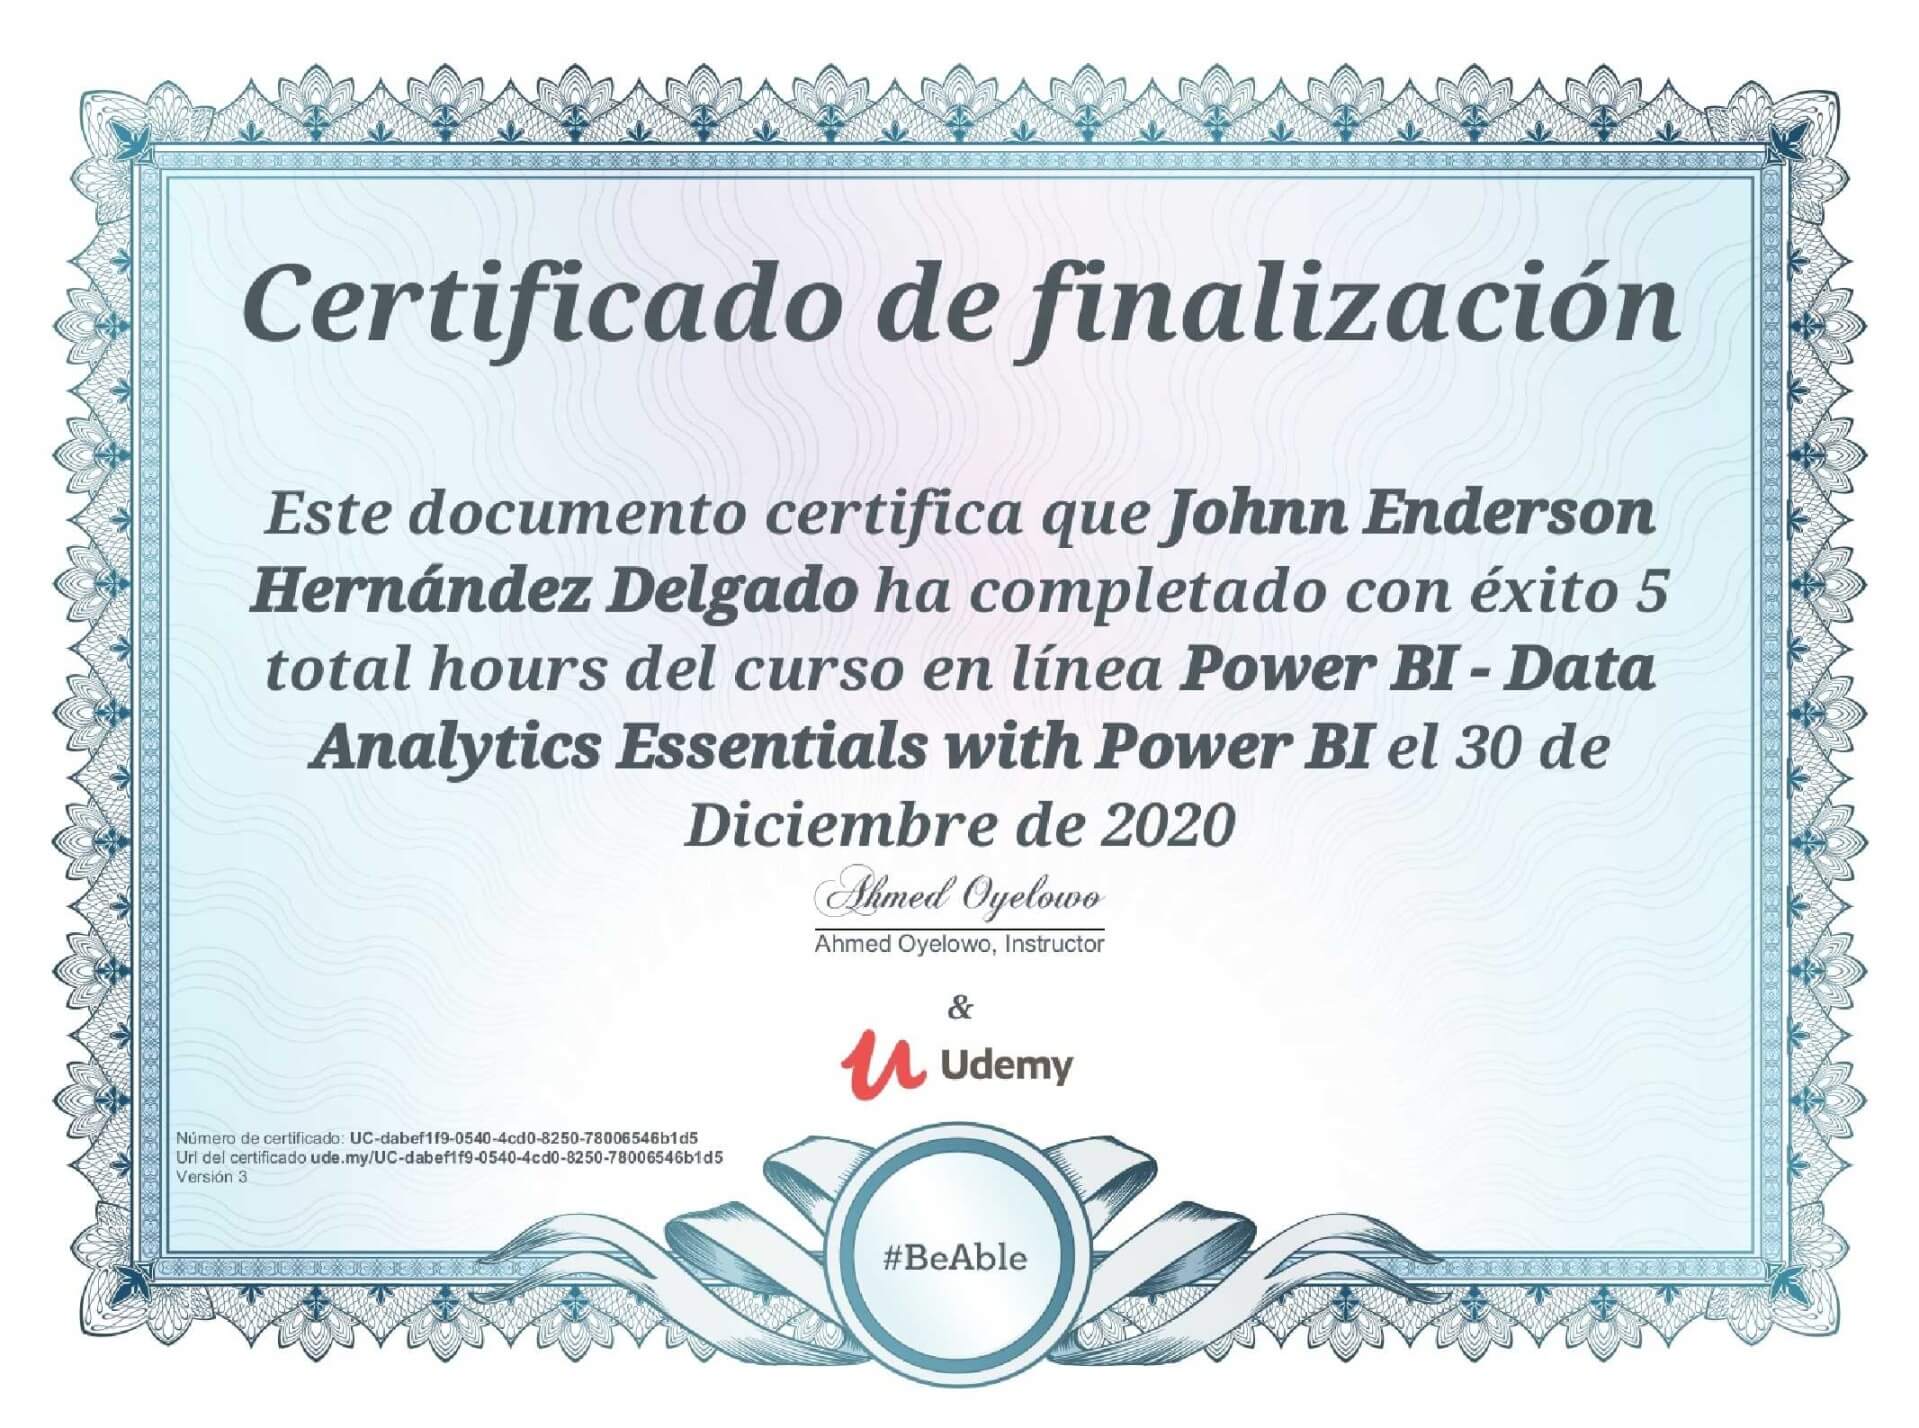 Certificado de finalización
Este documento certifica que Johnn Enderson
Hernández Delgado ha completado con éxito 5
total hours del curso en línea Power BI - Data
Analytics Essentials with Power BI el 30 de
Diciembre de 2020
Ahmed Oyelowo
Ahmed Oyelowo, Instructor
&
Udemy
Número de certificado: UC-dabef1f9-0540-4cd0-8250-78006546b1d5
Url del certificado ude.my/UC-dabef1f9-0540-4cd0-8250-78006546b1d5
Versión 3
#BeAble